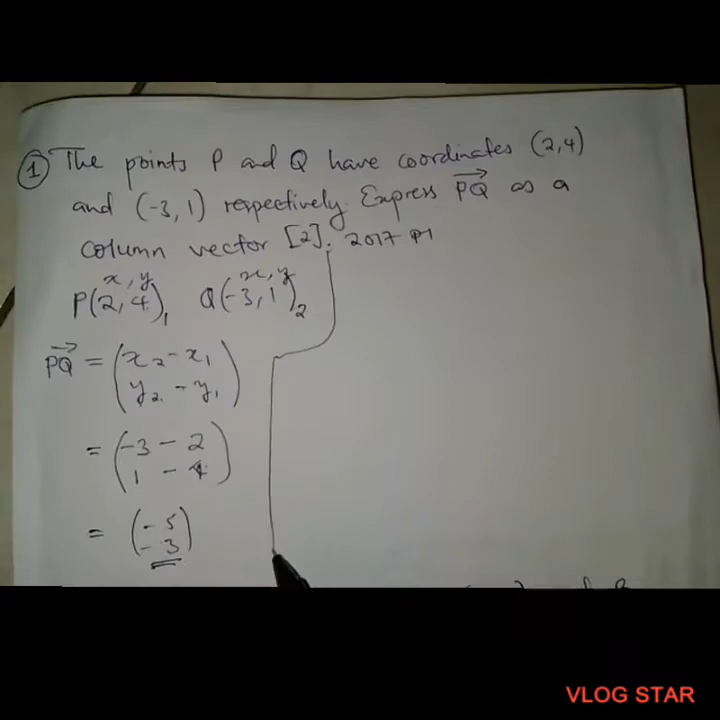 ① The points P and Q have coordinates (2,4)
and (-3, 1) respectively. Express PQ→ as a
column vector [2]. 2017 P1
x, y x, y
P(2, 4)₁ Q(-3, 1)₂
PQ→ = (x₂ - x₁
y₂ - y₁)
= (-3 - 2
1 - 4)
= (-5
-3)
VLOG STAR